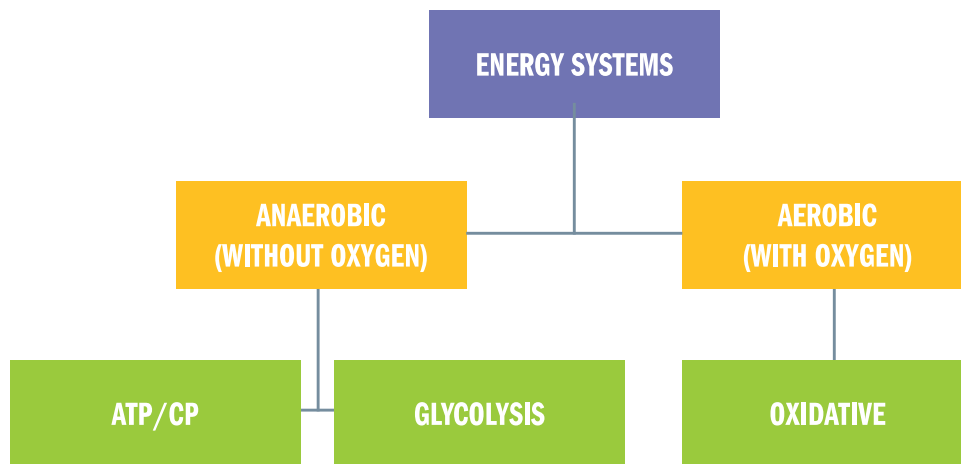 ENERGY SYSTEMS
ANAEROBIC
(WITHOUT OXYGEN)
AEROBIC
(WITH OXYGEN)
ATP/CP
GLYCOLYSIS
OXIDATIVE